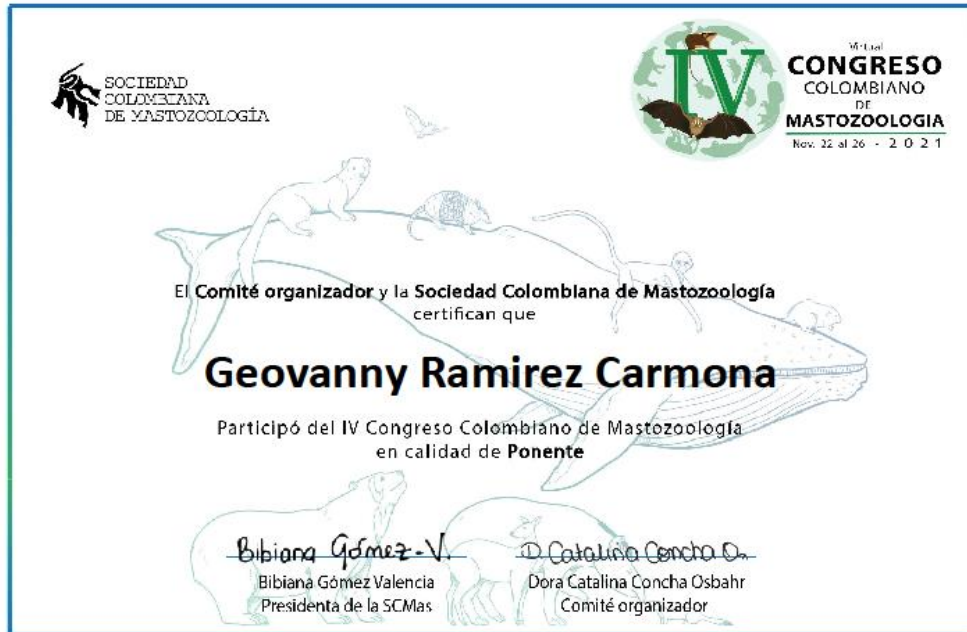 SOCIEDAD
COLOMBIANA
DE MASTOZOOLOGÍA
IV
Virtual
CONGRESO
COLOMBIANO
DE
MASTOZOOLOGIA
Nov. 22 al 26 - 2021
El Comité organizador y la Sociedad Colombiana de Mastozoología
certifican que
Geovanny Ramirez Carmona
Participó del IV Congreso Colombiano de Mastozoología
en calidad de Ponente
Bibiana Gómez-V.
Bibiana Gómez Valencia
Presidenta de la SCMas
D. Catalina Concha O.
Dora Catalina Concha Osbahr
Comité organizador